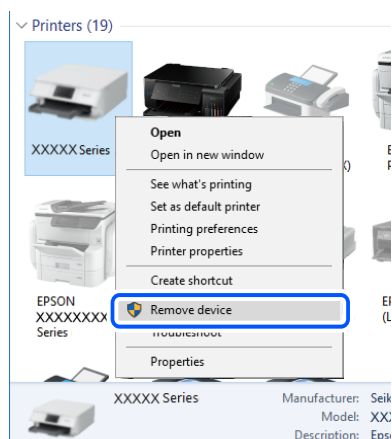 Printers (19)
XXXXX Series
Open
Open in new window
See what's printing
Set as default printer
Printing preferences
Printer properties
Create shortcut
Remove device
Troubleshoot
Properties
EPSON
XXXXXXXX
Series
XXXXX Series
Manufacturer:
Model:
Description: